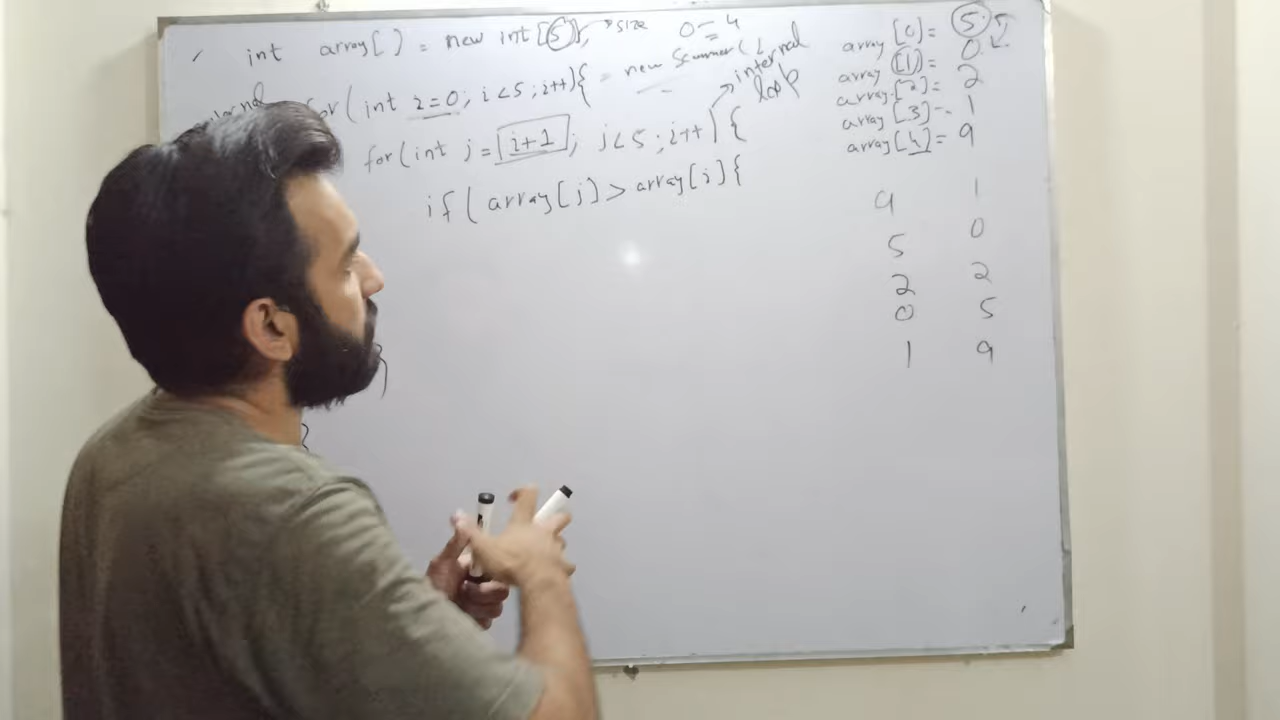 int array[ ] = new int[5]; size 0 - 4
for( int i=0; i<5; i++){ = new Scanner(
internal
loop
for( int j= i+1 ; j<5 ; i++) {
if( array[j] > array[i] {
array [0] = 5
array [1] = 0
array [2] = 2
array [3] = 1
array [4] = 9
9 1
5 0
2 2
0 5
1 9